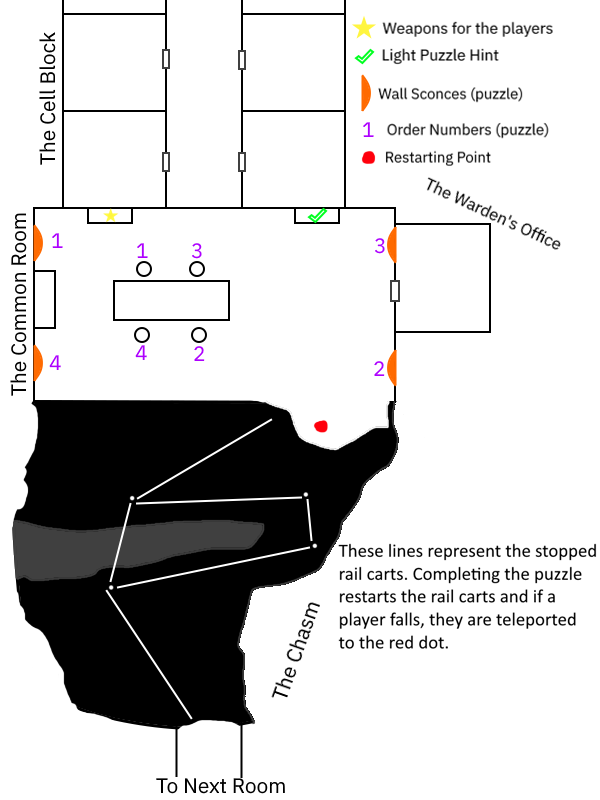 The Cell Block
Weapons for the players
Light Puzzle Hint
Wall Sconces (puzzle)
1 Order Numbers (puzzle)
Restarting Point
The Warden's Office
The Common Room
1
1 3
3
4
4 2
2
These lines represent the stopped
rail carts. Completing the puzzle
restarts the rail carts and if a
player falls, they are teleported
to the red dot.
The Chasm
To Next Room